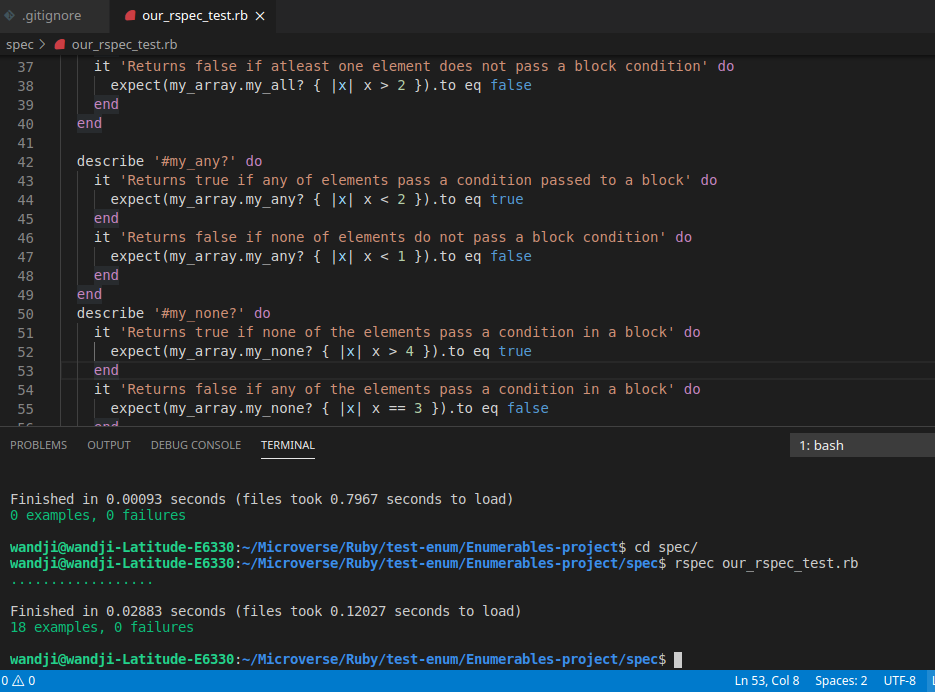 .gitignore
our_rspec_test.rb ×
spec > our_rspec_test.rb
37 it 'Returns false if atleast one element does not pass a block condition' do
38 expect(my_array.my_all? { |x| x > 2 }).to eq false
39 end
40 end
41
42 describe '#my_any?' do
43 it 'Returns true if any of elements pass a condition passed to a block' do
44 expect(my_array.my_any? { |x| x < 2 }).to eq true
45 end
46 it 'Returns false if none of elements do not pass a block condition' do
47 expect(my_array.my_any? { |x| x < 1 }).to eq false
48 end
49 end
50 describe '#my_none?' do
51 it 'Returns true if none of the elements pass a condition in a block' do
52 expect(my_array.my_none? { |x| x > 4 }).to eq true
53 end
54 it 'Returns false if any of the elements pass a condition in a block' do
55 expect(my_array.my_none? { |x| x == 3 }).to eq false
56 end
PROBLEMS OUTPUT DEBUG CONSOLE TERMINAL 1: bash
Finished in 0.00093 seconds (files took 0.7967 seconds to load)
0 examples, 0 failures
wandji@wandji-Latitude-E6330:~/Microverse/Ruby/test-enum/Enumerables-project$ cd spec/
wandji@wandji-Latitude-E6330:~/Microverse/Ruby/test-enum/Enumerables-project/spec$ rspec our_rspec_test.rb
..................
Finished in 0.02883 seconds (files took 0.12027 seconds to load)
18 examples, 0 failures
wandji@wandji-Latitude-E6330:~/Microverse/Ruby/test-enum/Enumerables-project/spec$
0 ⚠ 0 Ln 53, Col 8 Spaces: 2 UTF-8 L